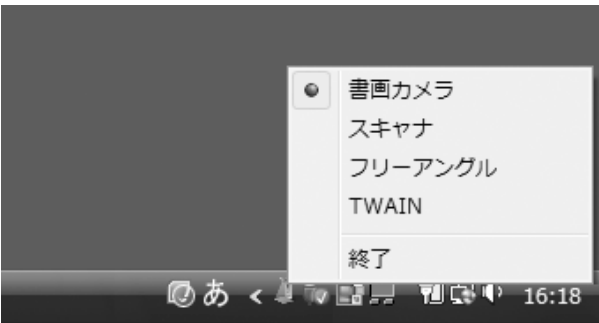 書画カメラ
スキャナ
フリーアングル
TWAIN
終了
あ < 16:18